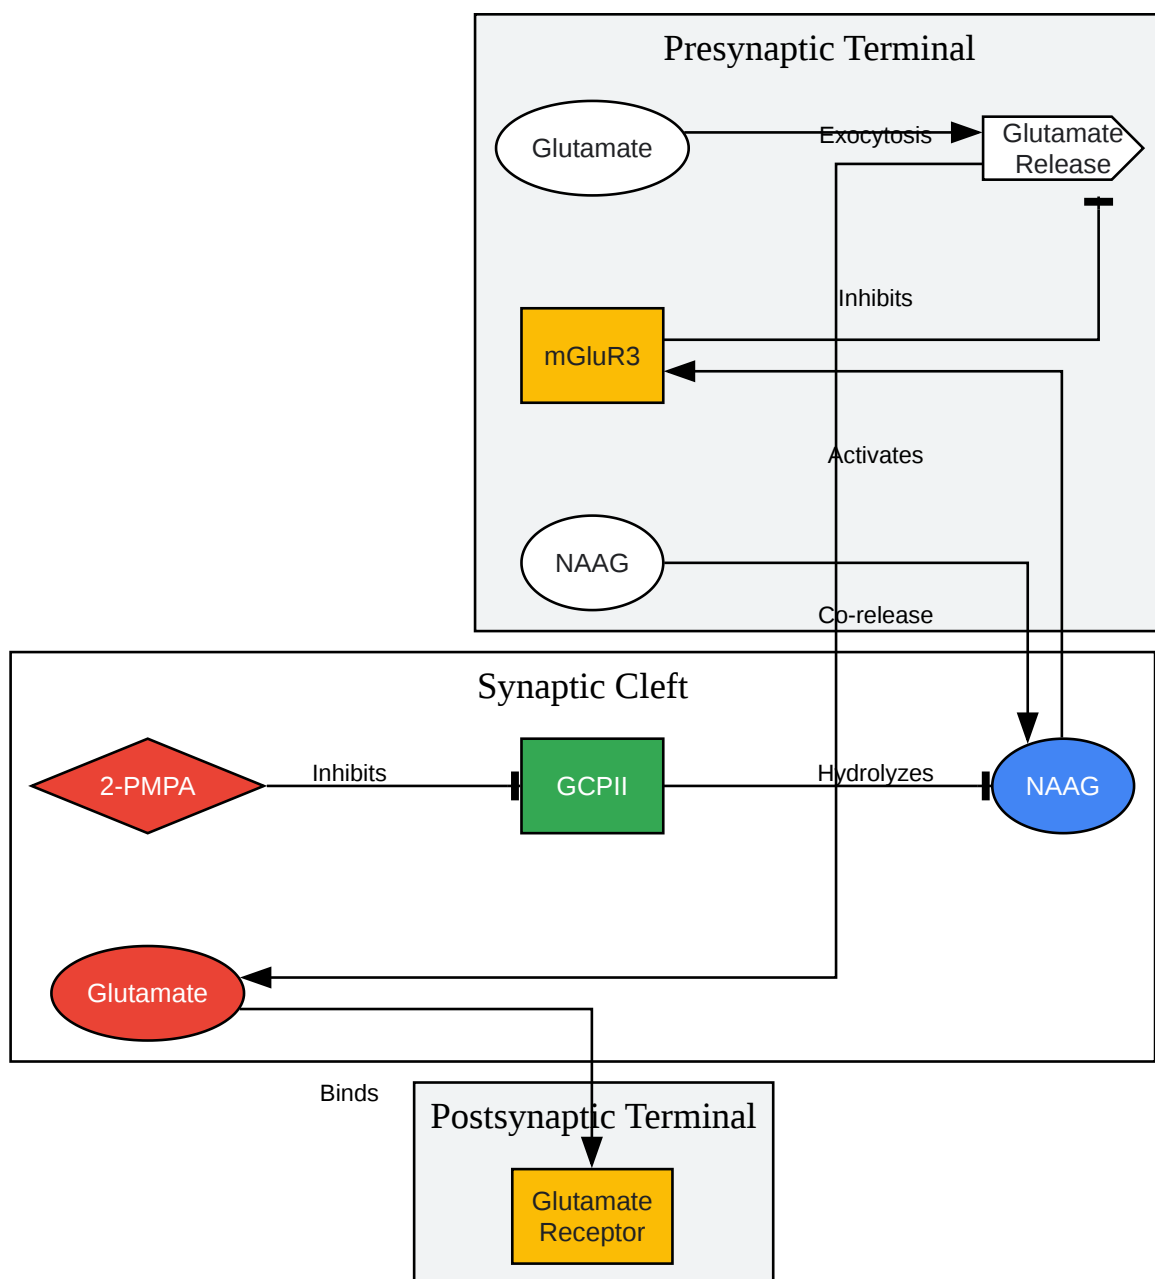 Presynaptic Terminal
Glutamate
Exocytosis
Glutamate
Release
Inhibits
mGluR3
Activates
NAAG
Co-release
Synaptic Cleft
2-PMPA
Inhibits
GCPII
Hydrolyzes
NAAG
Glutamate
Binds
Postsynaptic Terminal
Glutamate
Receptor